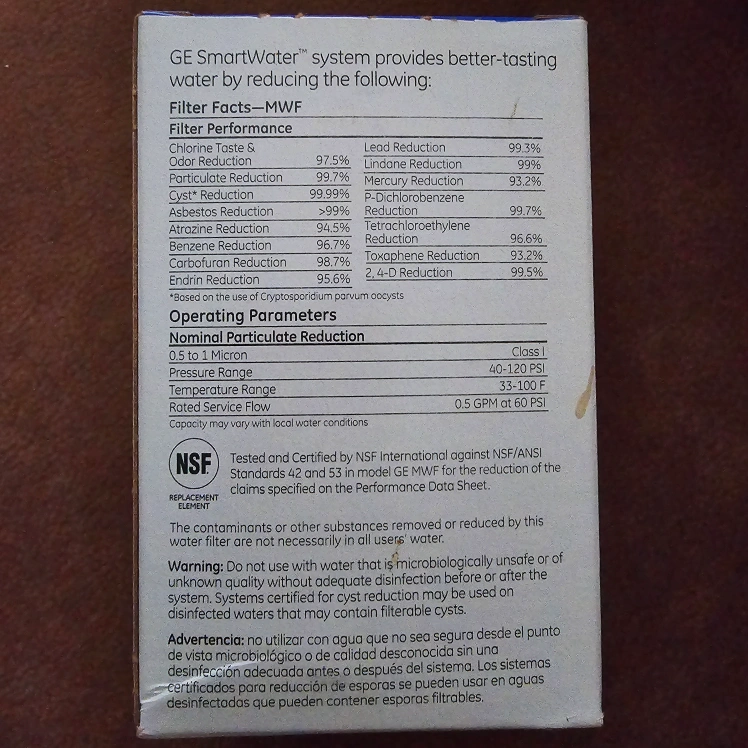 GE SmartWater™ system provides better-tasting
water by reducing the following:
Filter Facts—MWF
Filter Performance
Chlorine Taste &
Odor Reduction 97.5%
Particulate Reduction 99.7%
Cyst* Reduction 99.99%
Asbestos Reduction >99%
Atrazine Reduction 94.5%
Benzene Reduction 96.7%
Carbofuran Reduction 98.7%
Endrin Reduction 95.6%
Lead Reduction 99.3%
Lindane Reduction 99%
Mercury Reduction 93.2%
P-Dichlorobenzene
Reduction 99.7%
Tetrachloroethylene
Reduction 96.6%
Toxaphene Reduction 93.2%
2, 4-D Reduction 99.5%
*Based on the use of Cryptosporidium parvum oocysts
Operating Parameters
Nominal Particulate Reduction
0.5 to 1 Micron Class I
Pressure Range 40-120 PSI
Temperature Range 33-100 F
Rated Service Flow 0.5 GPM at 60 PSI
Capacity may vary with local water conditions
NSF
REPLACEMENT
ELEMENT
Tested and Certified by NSF International against NSF/ANSI
Standards 42 and 53 in model GE MWF for the reduction of the
claims specified on the Performance Data Sheet.
The contaminants or other substances removed or reduced by this
water filter are not necessarily in all users' water.
Warning: Do not use with water that is microbiologically unsafe or of
unknown quality without adequate disinfection before or after the
system. Systems certified for cyst reduction may be used on
disinfected waters that may contain filterable cysts.
Advertencia: no utilizar con agua que no sea segura desde el punto
de vista microbiológico o de calidad desconocida sin una
desinfección adecuada antes o después del sistema. Los sistemas
certificados para reducción de esporas se pueden usar en aguas
desinfectadas que pueden contener esporas filtrables.